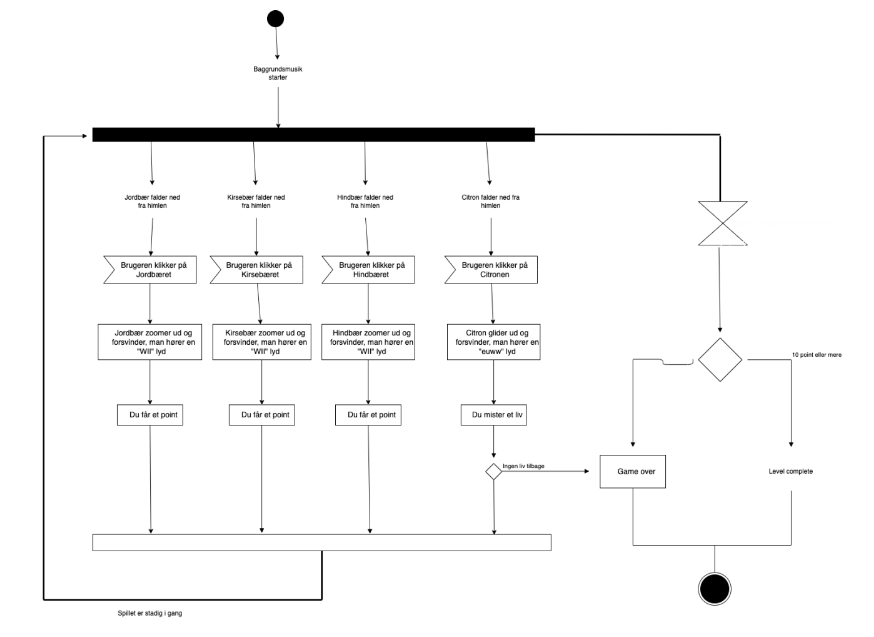 Baggrundsmusik
starter
Jordbær falder ned
fra himlen
Kirsebær falder ned
fra himlen
Hindbær falder ned
fra himlen
Citron falder ned fra
himlen
Brugeren klikker på
Jordbæret
Brugeren klikker på
Kirsebæret
Brugeren klikker på
Hindbæret
Brugeren klikker på
Citronen
Jordbær zoomer ud og
forsvinder, man hører en
"WII" lyd
Kirsebær zoomer ud og
forsvinder, man hører en
"WII" lyd
Hindbær zoomer ud og
forsvinder, man hører en
"WII" lyd
Citron glider ud og
forsvinder, man hører en
"euww" lyd
10 point eller more
Du får et point
Du får et point
Du får et point
Du mister et liv
Ingen liv tilbage
Game over
Level complete
Spillet er stadig i gang